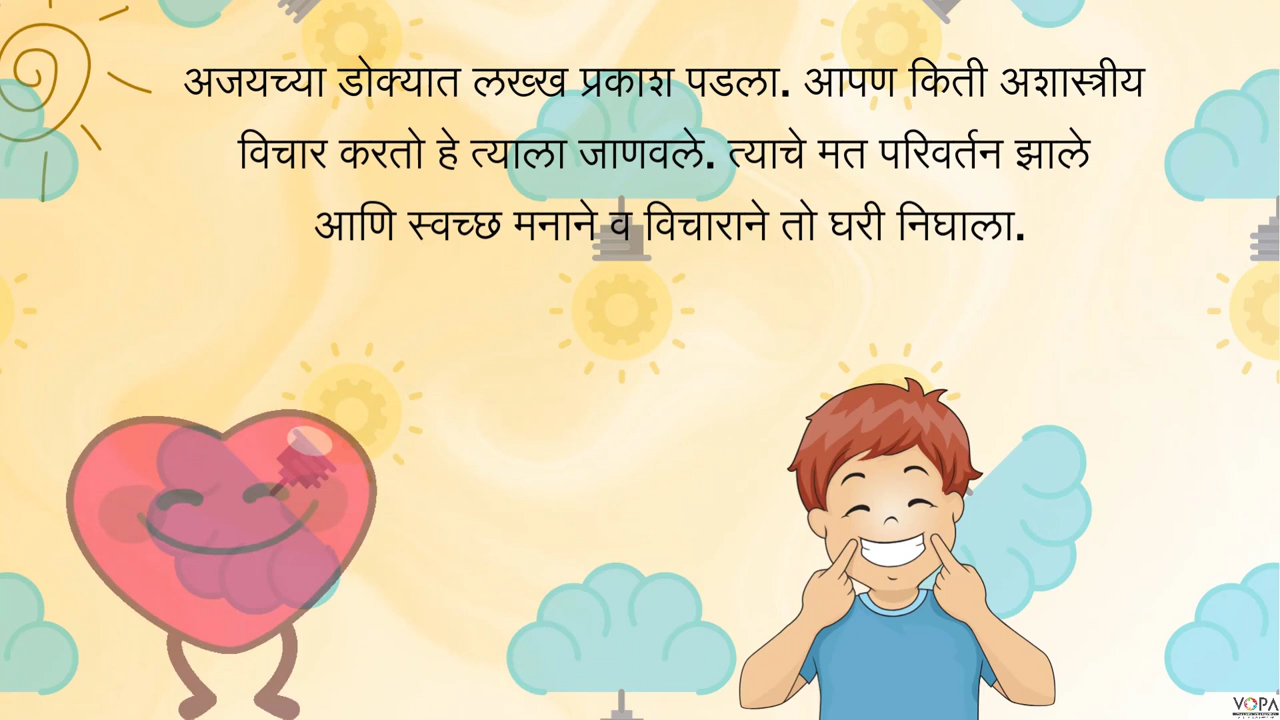 अजयच्या डोक्यात लख्ख प्रकाश पडला. आपण किती अशास्त्रीय
विचार करतो हे त्याला जाणवले. त्याचे मत परिवर्तन झाले
आणि स्वच्छ मनाने व विचाराने तो घरी निघाला.
VOPA